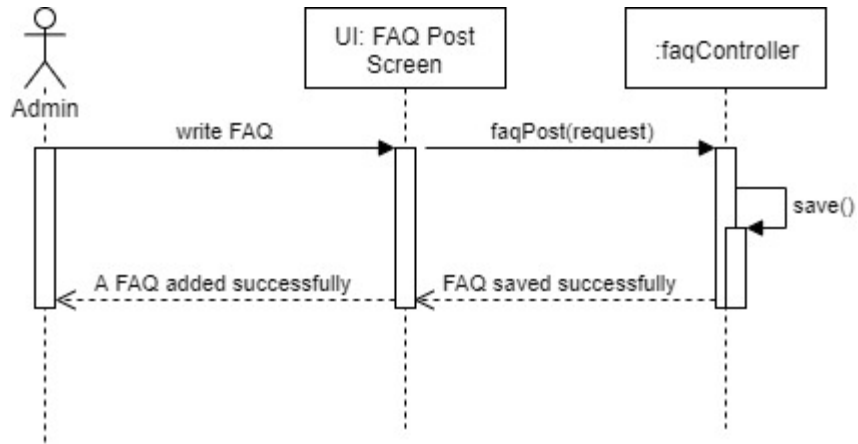 UI: FAQ Post
Screen
:faqController
Admin
write FAQ
faqPost(request)
save()
A FAQ added successfully
FAQ saved successfully